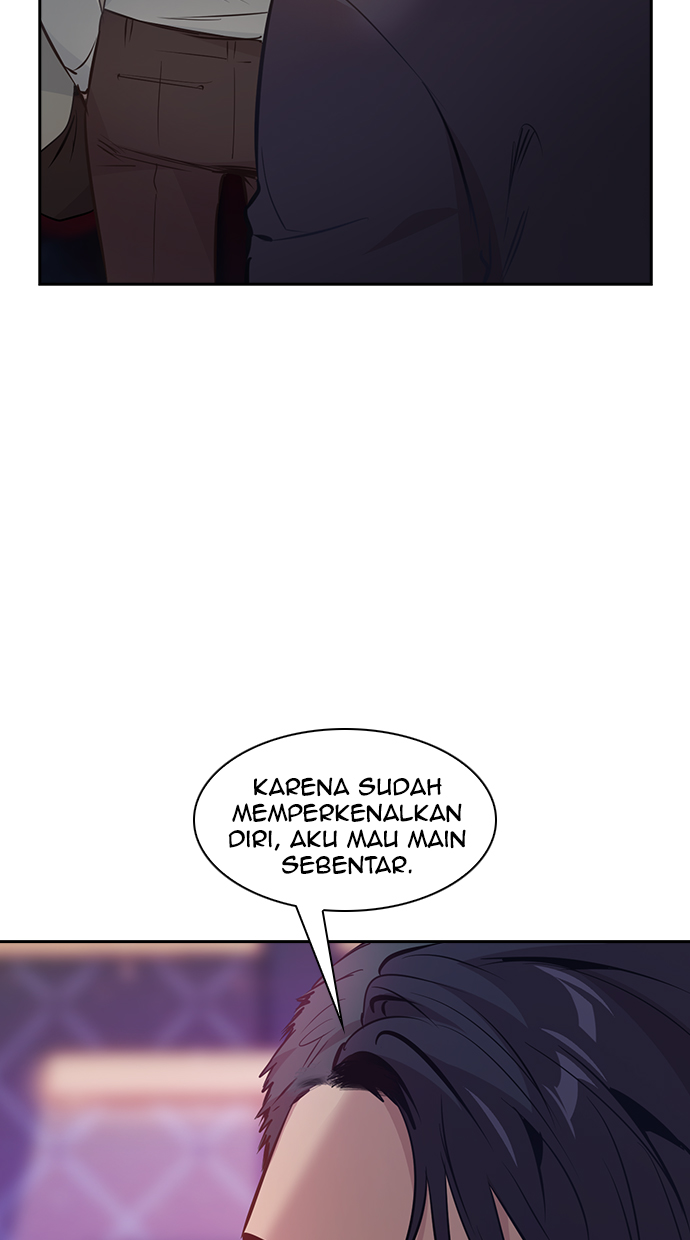 KARENA SUDAH
MEMPERKENALKAN
DIRI, AKU MAU MAIN
SEBENTAR.